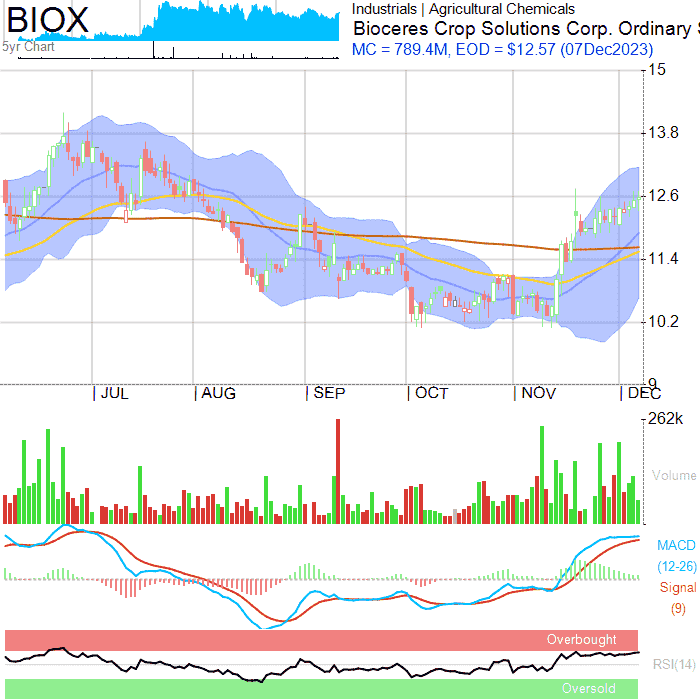 BIOX
5yr Chart
Industrials | Agricultural Chemicals
Bioceres Crop Solutions Corp. Ordinary S
MC = 789.4M, EOD = $12.57 (07Dec2023)
15
13.8
12.6
11.4
10.2
9
JUL AUG SEP OCT NOV DEC
262k
Volume
MACD
(12-26)
Signal
(9)
Overbought
RSI(14)
Oversold